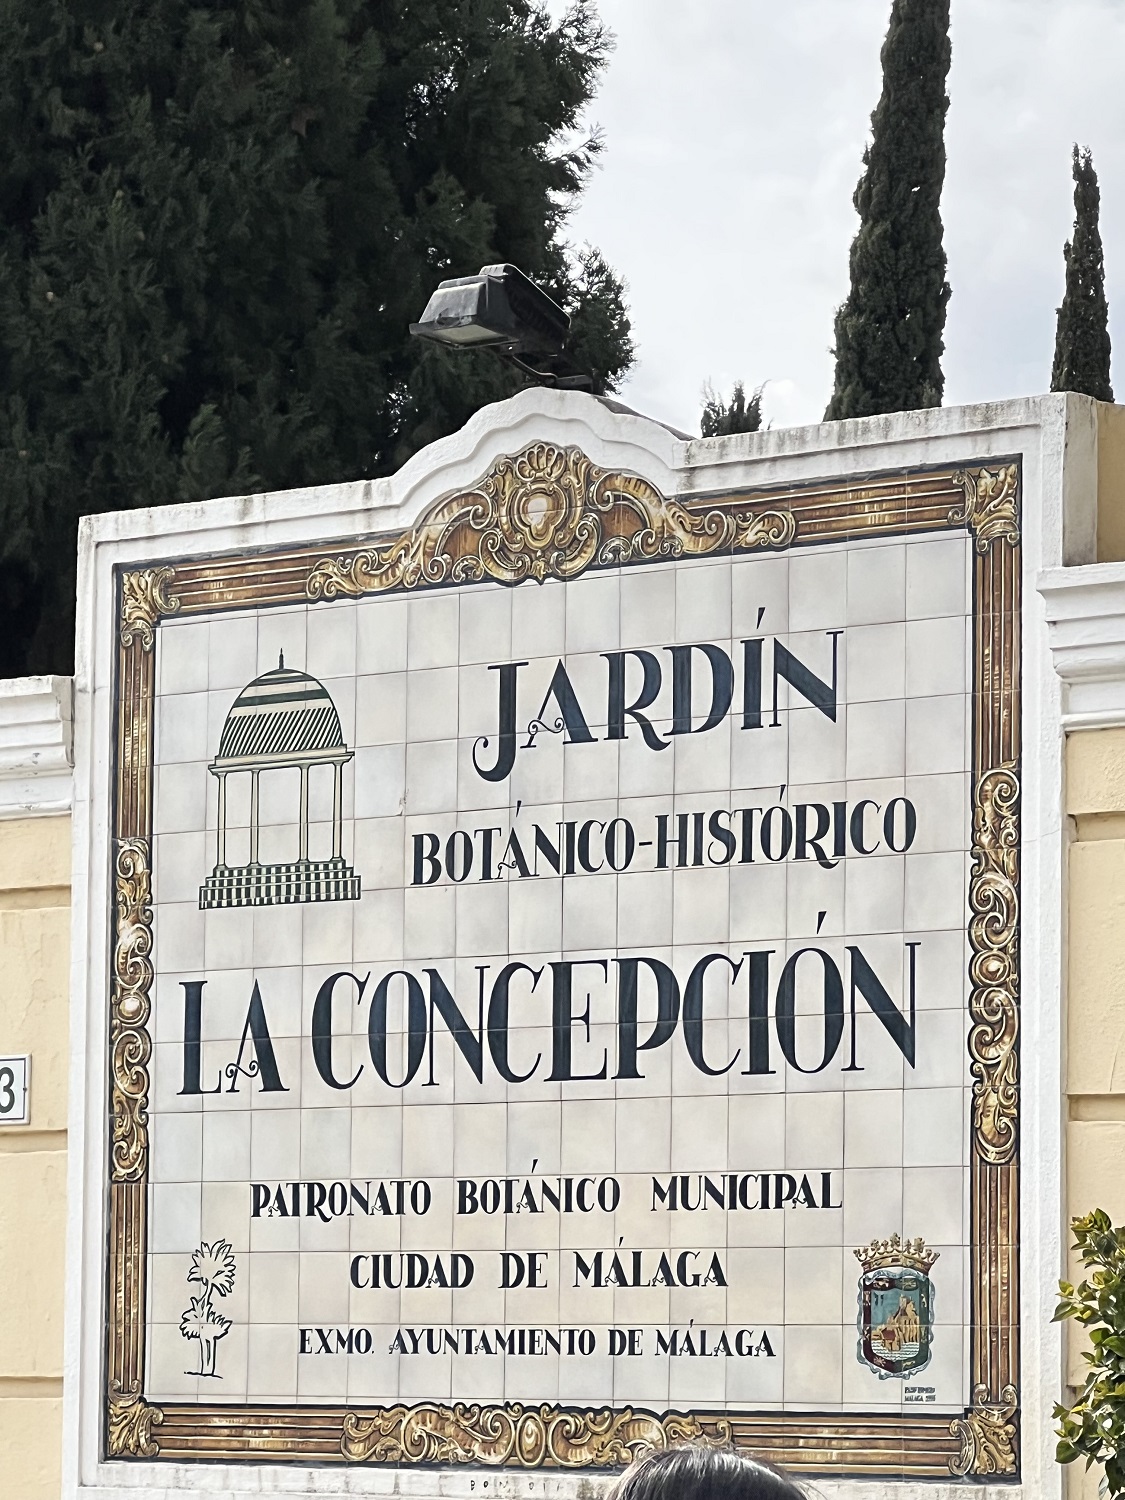 JARDÍN
BOTÁNICO-HISTÓRICO
LA CONCEPCIÓN
PATRONATO BOTÁNICO MUNICIPAL
CIUDAD DE MÁLAGA
EXMO. AYUNTAMIENTO DE MÁLAGA
3